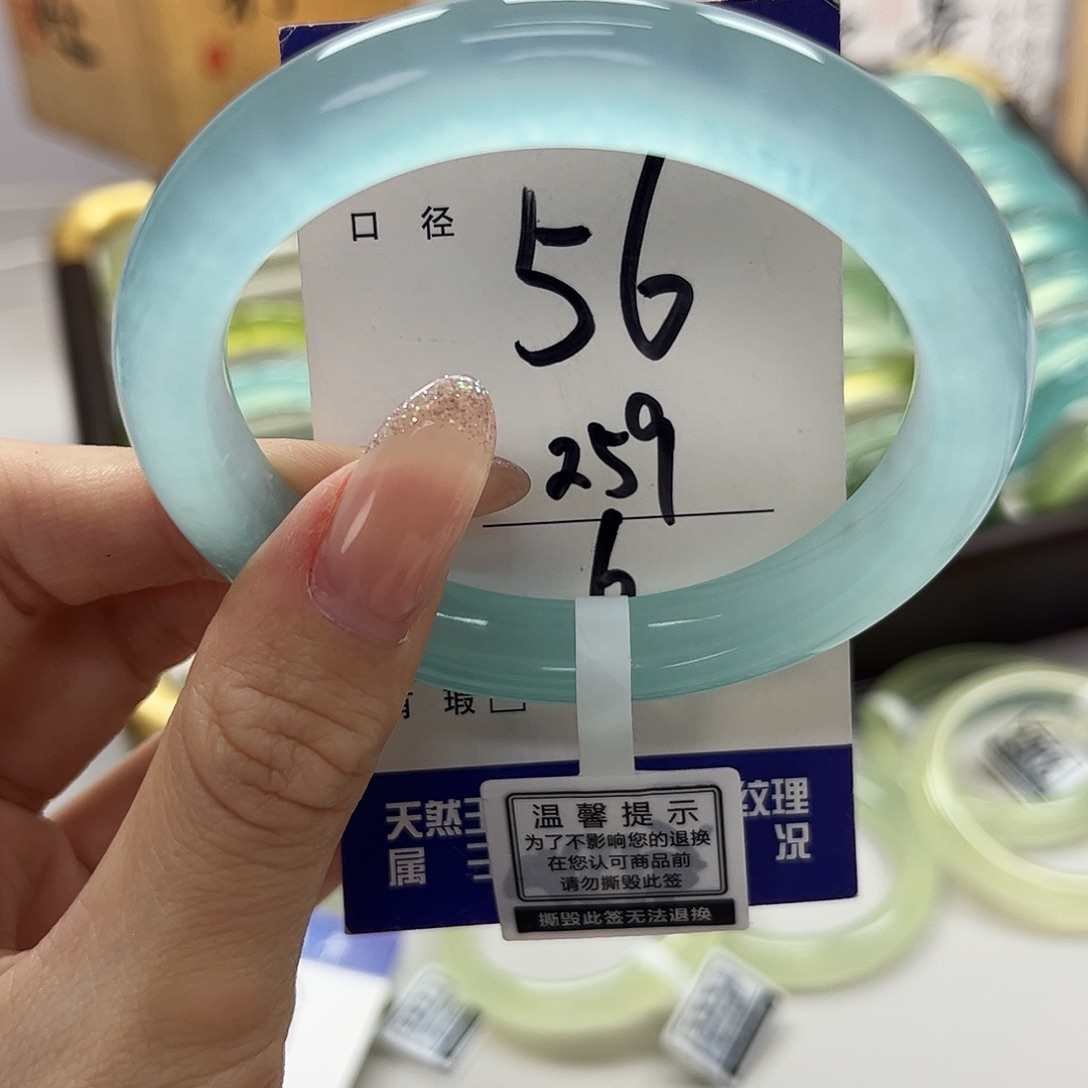 口 径 56
259
6
瑕
天然 纹理
属 况
温馨提示
为了不影响您的退换
在您认可商品前
请勿撕毁此签
撕毁此签无法退换